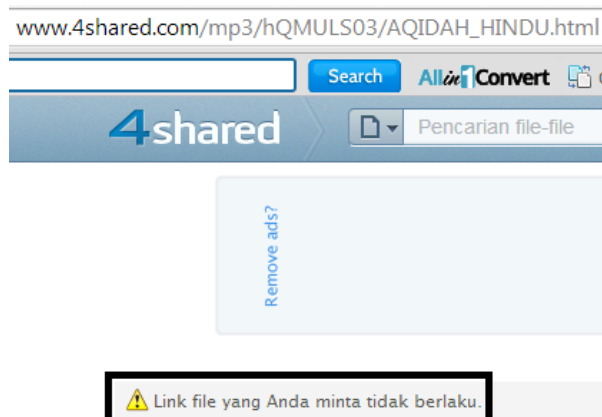 www.4shared.com/mp3/hQMULS03/AQIDAH_HINDU.html
Search Allin1Convert
4shared Pencarian file-file
Remove ads?
Link file yang Anda minta tidak berlaku.